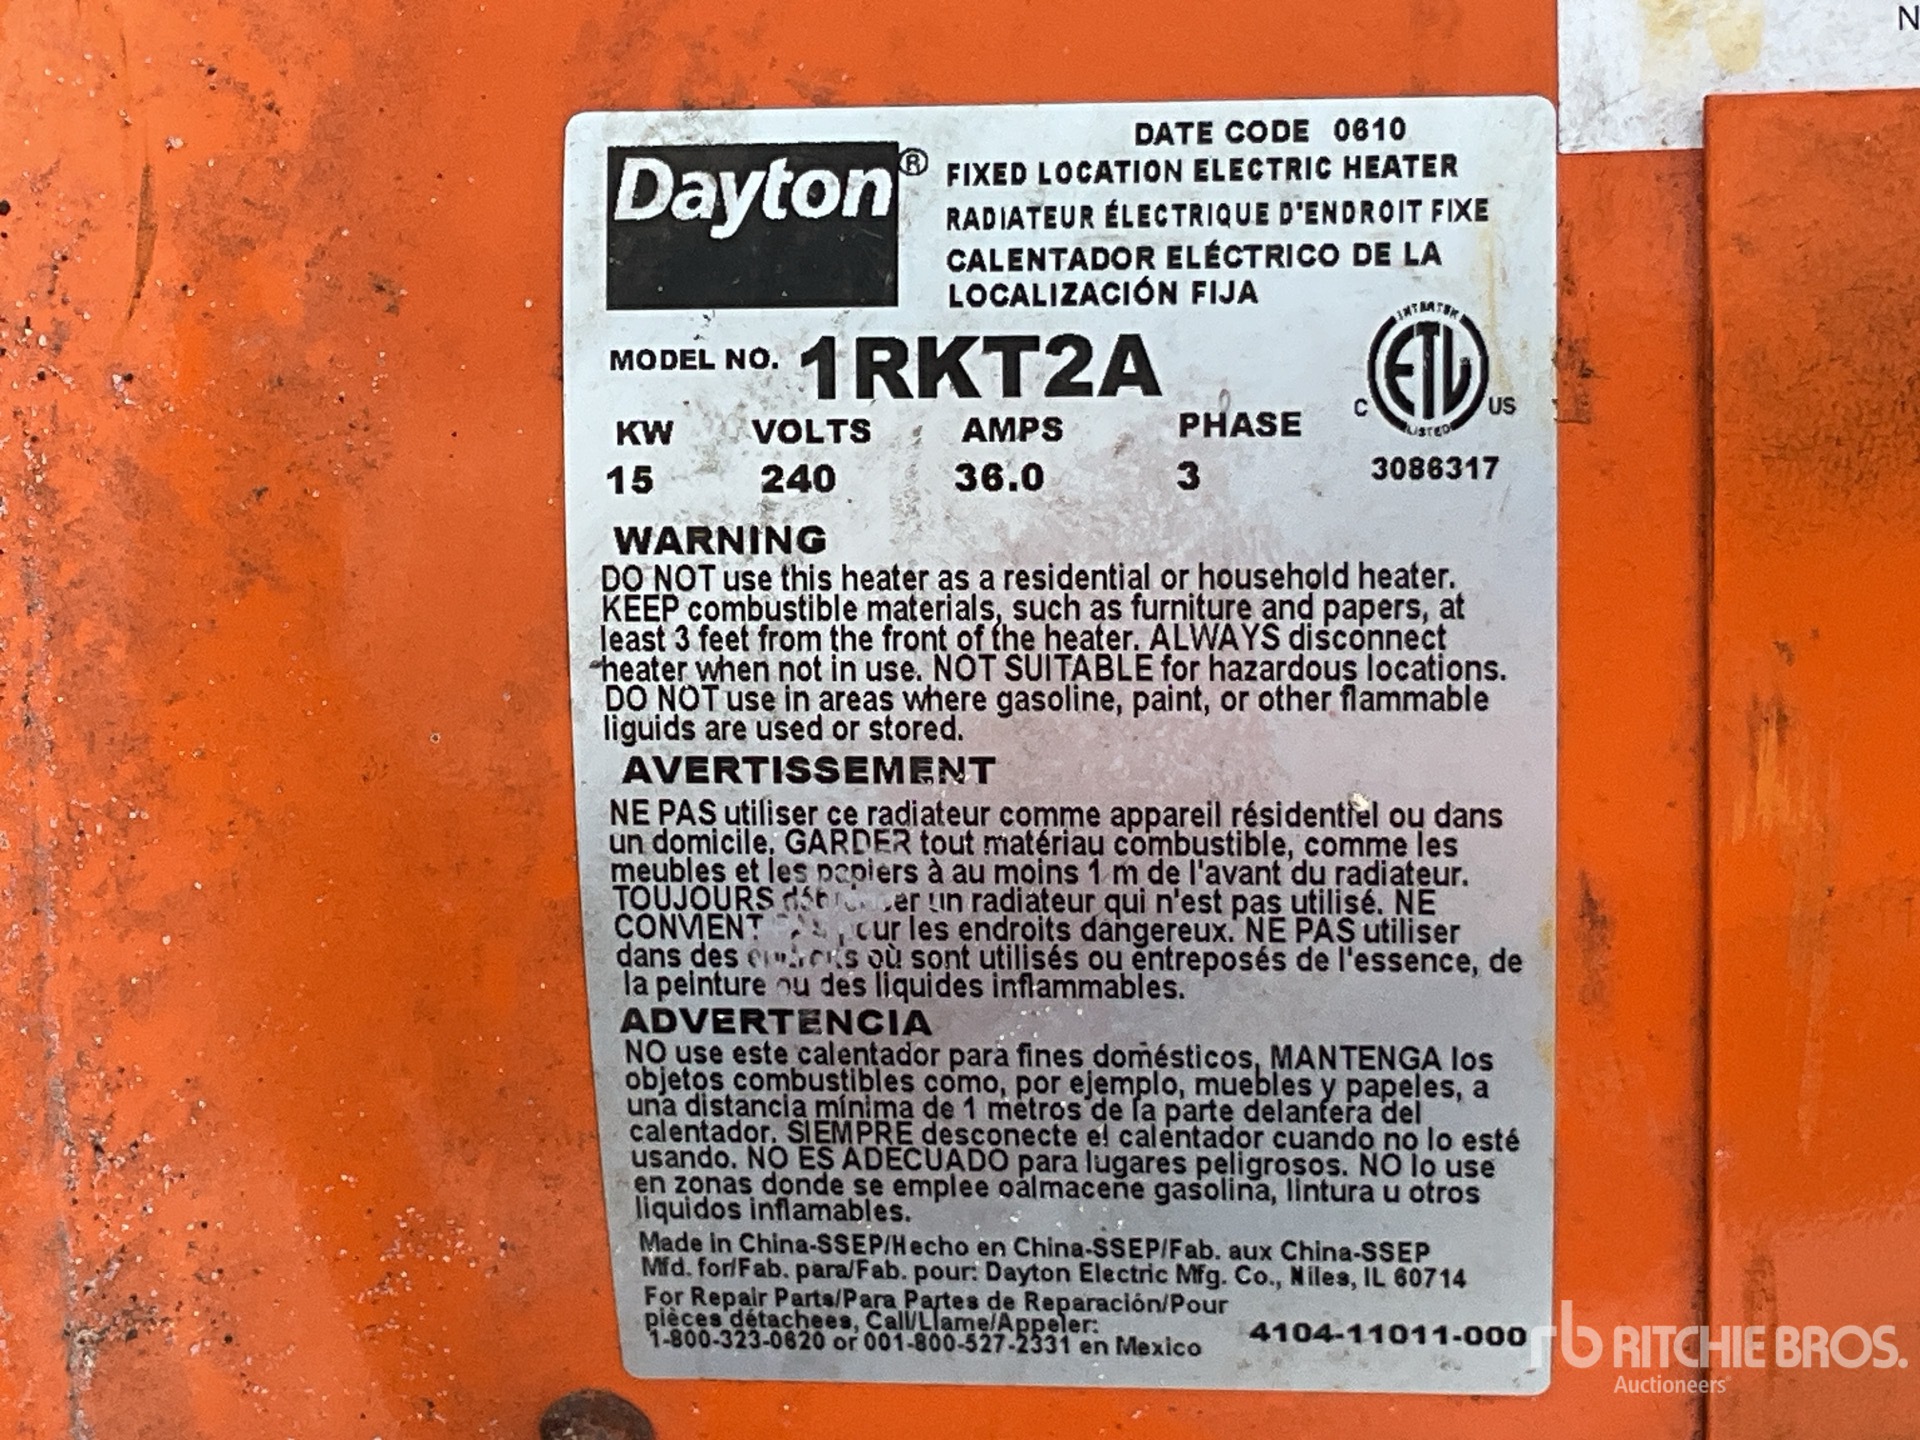 N
DATE CODE 0610
Dayton®
FIXED LOCATION ELECTRIC HEATER
RADIATEUR ÉLECTRIQUE D'ENDROIT FIXE
CALENTADOR ELÉCTRICO DE LA
LOCALIZACIÓN FIJA
MODEL NO. 1RKT2A
INTERTEK
ETL
LISTED
C US
KW VOLTS AMPS PHASE
15 240 36.0 3
3086317
WARNING
DO NOT use this heater as a residential or household heater.
KEEP combustible materials, such as furniture and papers, at
least 3 feet from the front of the heater. ALWAYS disconnect
heater when not in use. NOT SUITABLE for hazardous locations.
DO NOT use in areas where gasoline, paint, or other flammable
liguids are used or stored.
AVERTISSEMENT
NE PAS utiliser ce radiateur comme appareil résidentiel ou dans
un domicile. GARDER tout matériau combustible, comme les
meubles et les papiers à au moins 1 m de l'avant du radiateur.
TOUJOURS un radiateur qui n'est pas utilisé. NE
CONVIENT les endroits dangereux. NE PAS utiliser
dans des où sont utilisés ou entreposés de l'essence, de
la peinture ou des liquides inflammables.
ADVERTENCIA
NO use este calentador para fines domésticos, MANTENGA los
objetos combustibles como, por ejemplo, muebles y papeles, a
una distancia mínima de 1 metros de la parte delantera del
calentador. SIEMPRE desconecte el calentador cuando no lo esté
usando. NO ES ADECUADO para lugares peligrosos. NO lo use
en zonas donde se emplee oalmacene gasolina, lintura u otros
liquidos inflamables.
Made in China-SSEP/Hecho en China-SSEP/Fab. aux China-SSEP
Mfd. for/Fab. para/Fab. pour: Dayton Electric Mfg. Co., Niles, IL 60714
For Repair Parts/Para Partes de Reparación/Pour
pièces détachees, Call/Llame/Appeler:
1-800-323-0620 or 001-800-527-2331 en Mexico
4104-11011-000
rb RITCHIE BROS.
Auctioneers